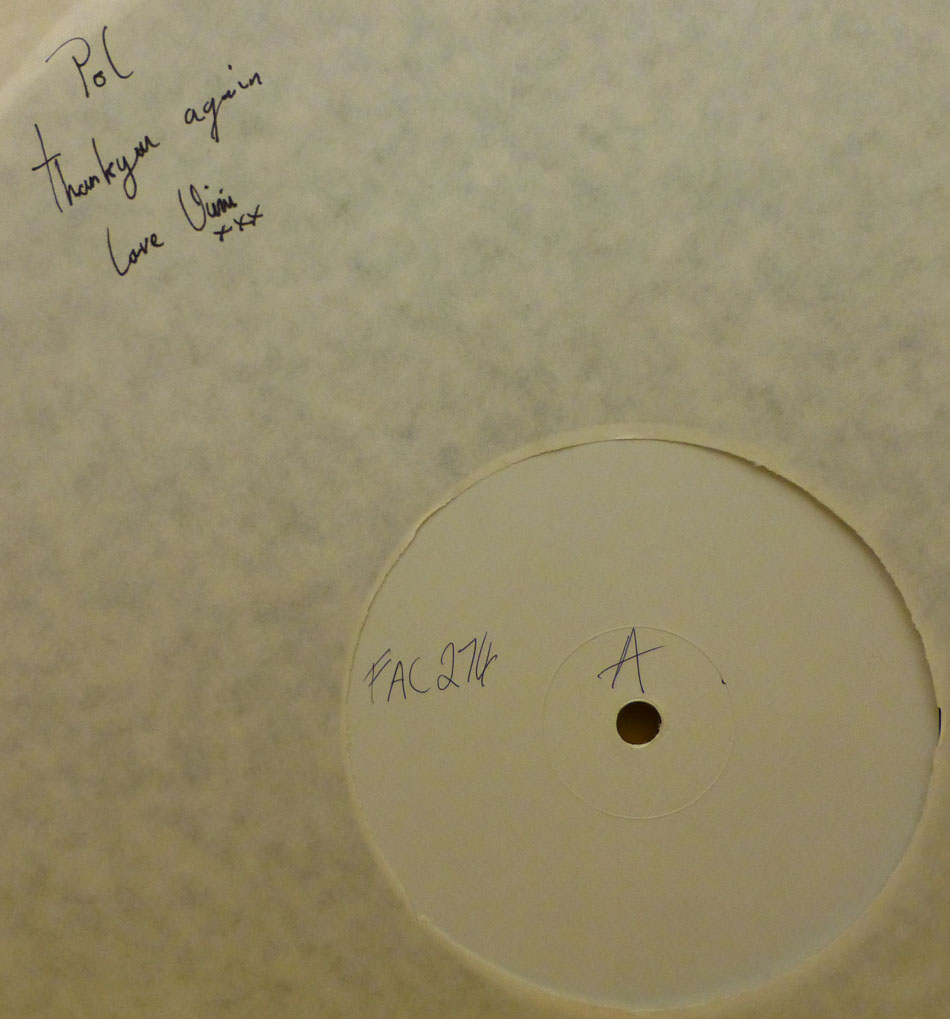 Pol
thankyou again
Love Vini
xxx
FAC 274
A